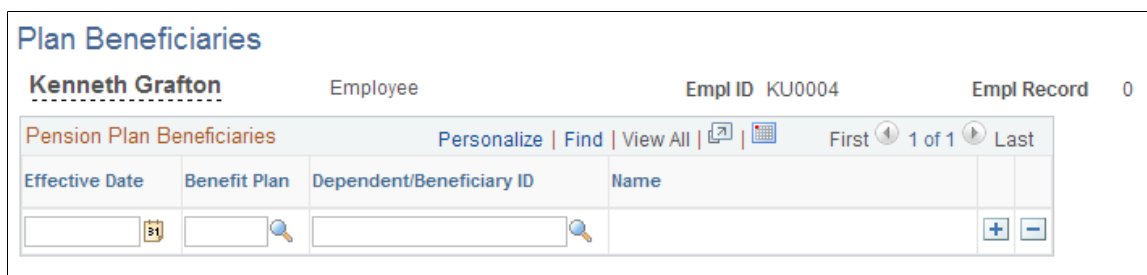 Plan Beneficiaries
Kenneth Grafton Employee Empl ID KU0004 Empl Record 0
Pension Plan Beneficiaries Personalize | Find | View All | | First 1 of 1 Last
Effective Date Benefit Plan Dependent/Beneficiary ID Name
31